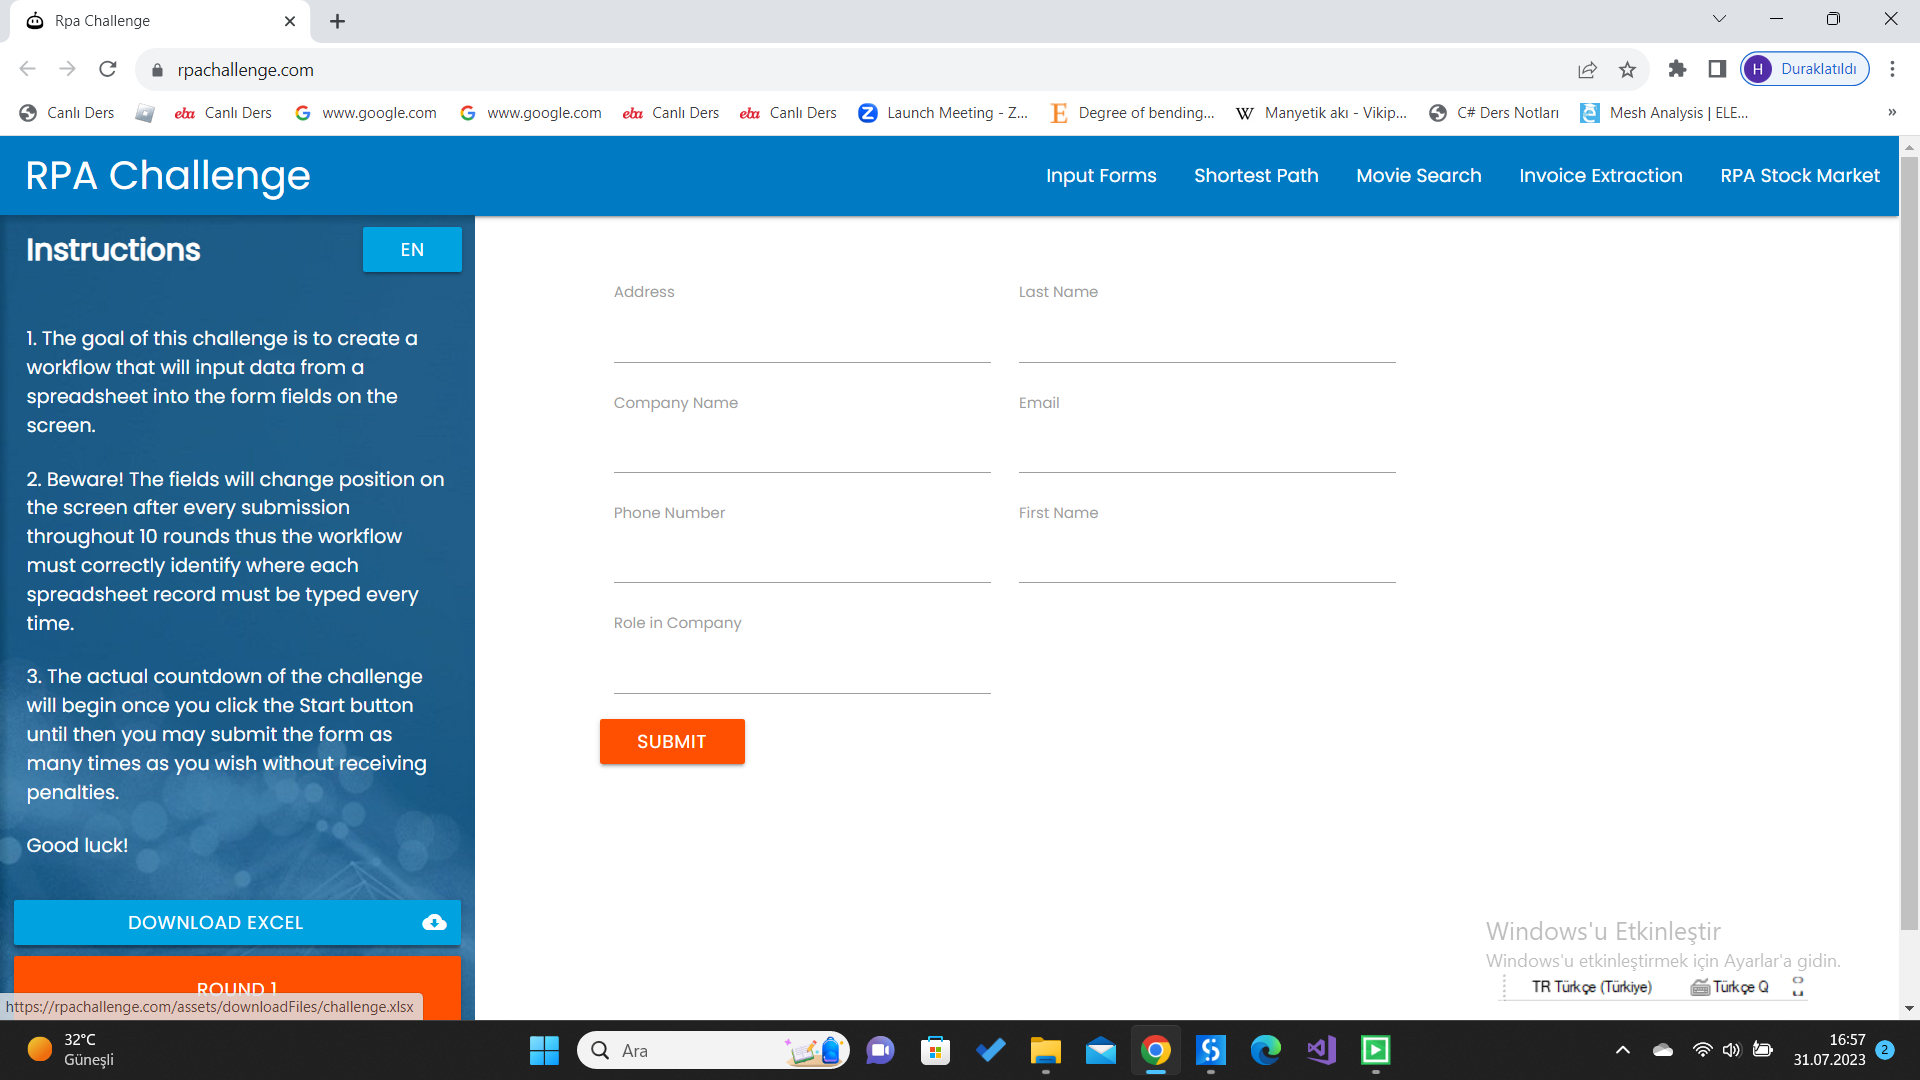 Rpa Challenge
rpachallenge.com
H Duraklatıldı
Canlı Ders eba Canlı Ders www.google.com www.google.com eba Canlı Ders eba Canlı Ders Launch Meeting - Z... Degree of bending... Manyetik akı - Vikip... C# Ders Notları Mesh Analysis | ELE... »
RPA Challenge Input Forms Shortest Path Movie Search Invoice Extraction RPA Stock Market
Instructions
EN
1. The goal of this challenge is to create a
workflow that will input data from a
spreadsheet into the form fields on the
screen.
2. Beware! The fields will change position on
the screen after every submission
throughout 10 rounds thus the workflow
must correctly identify where each
spreadsheet record must be typed every
time.
3. The actual countdown of the challenge
will begin once you click the Start button
until then you may submit the form as
many times as you wish without receiving
penalties.
Good luck!
DOWNLOAD EXCEL
ROUND 1
https://rpachallenge.com/assets/downloadFiles/challenge.xlsx
Address
Last Name
Company Name
Email
Phone Number
First Name
Role in Company
SUBMIT
Windows'u Etkinleştir
Windows'u etkinleştirmek için Ayarlar'a gidin.
TR Türkçe (Türkiye) Türkçe Q
32°C
Güneşli
Ara
16:57
31.07.2023
2